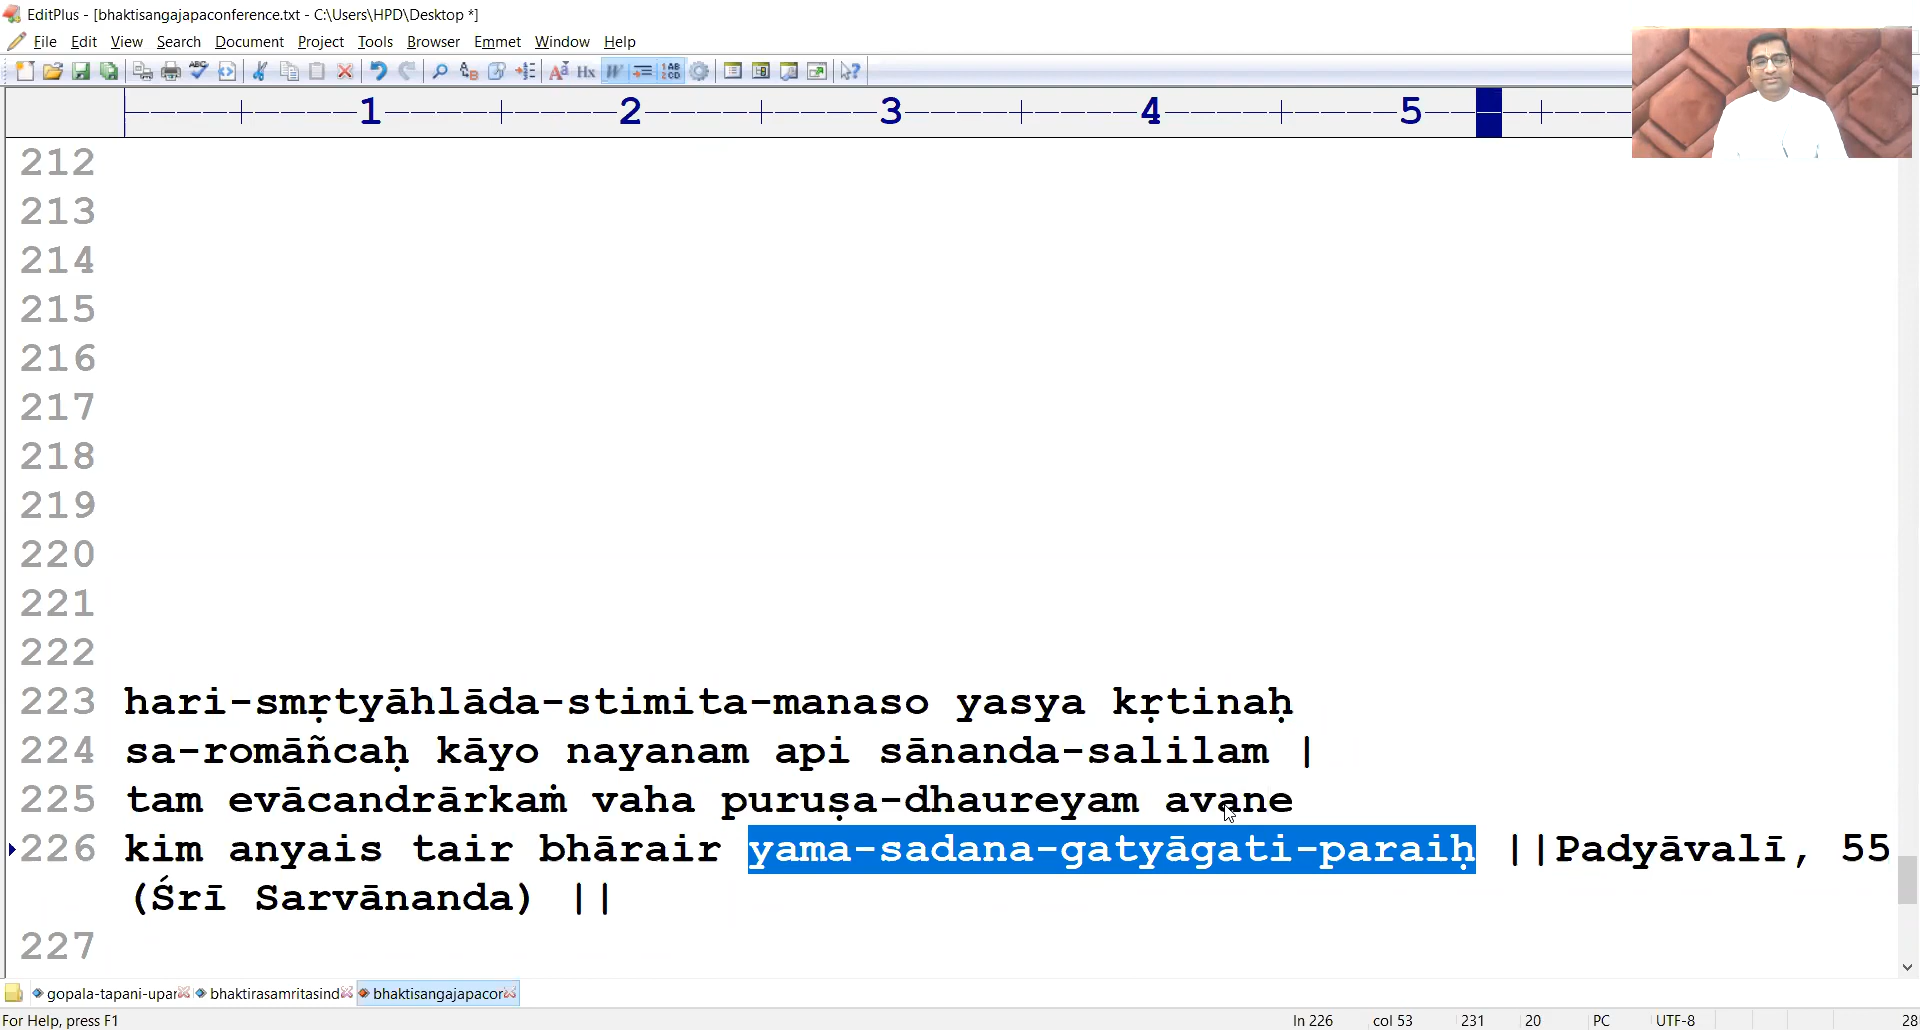 EditPlus - [bhaktisangajapaconference.txt - C:\Users\HPD\Desktop *]
File Edit View Search Document Project Tools Browser Emmet Window Help
1 2 3 4 5
212
213
214
215
216
217
218
219
220
221
222
223 hari-smṛtyāhlāda-stimita-manaso yasya kṛtinaḥ
224 sa-romāñcaḥ kāyo nayanam api sānanda-salilam |
225 tam evācandrārkaṁ vaha puruṣa-dhaureyam avane
226 kim anyais tair bhārair yama-sadana-gatyāgati-paraiḥ ||Padyāvalī, 55
(Śrī Sarvānanda) ||
227
gopala-tapani-upar bhaktirasamritasind bhaktisangajapacor
For Help, press F1 ln 226 col 53 231 20 PC UTF-8 28